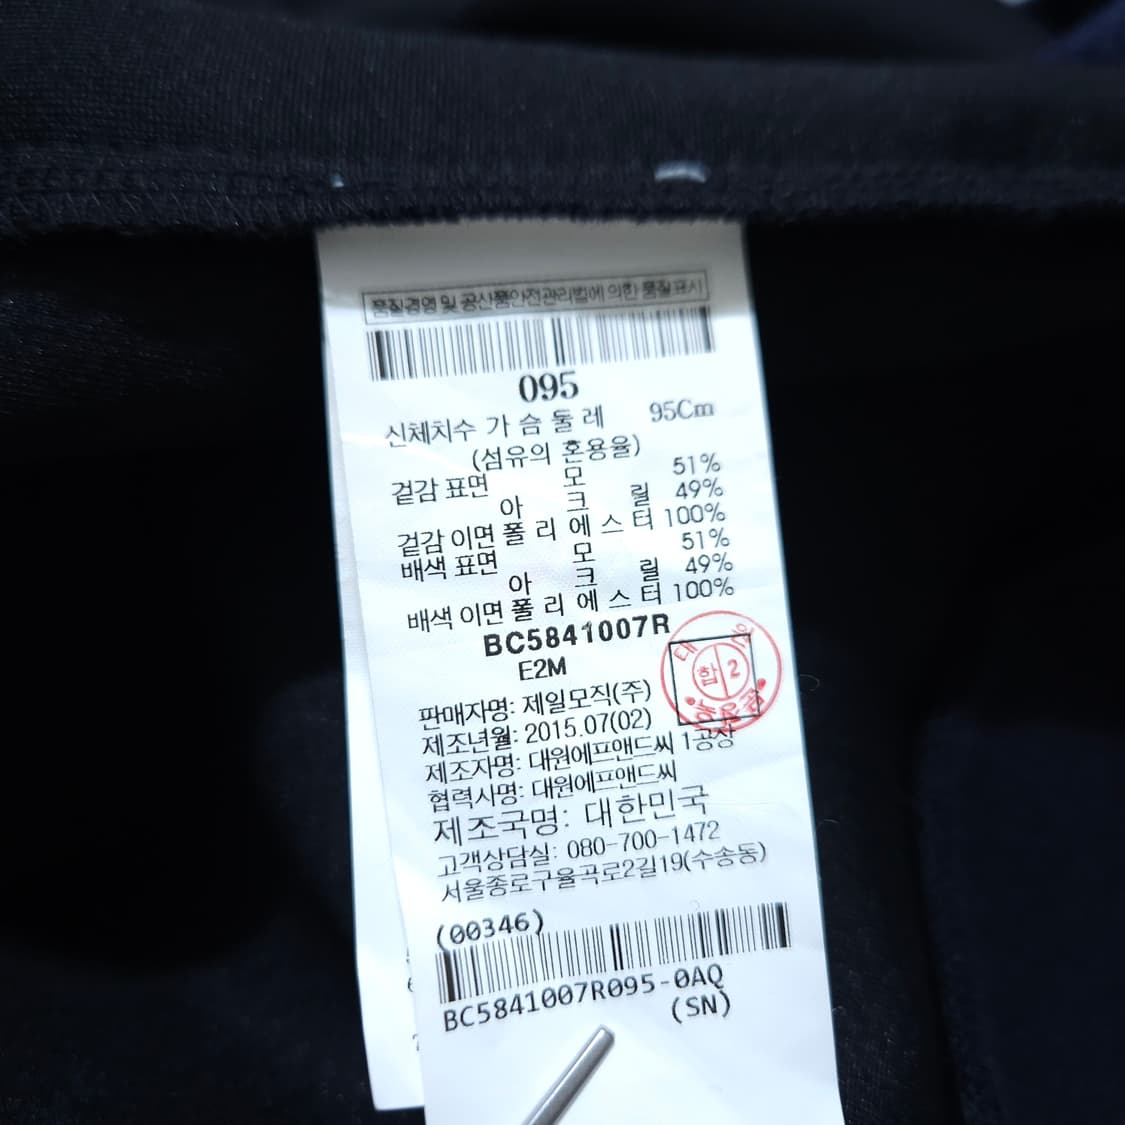 품질경영 및 공산품안전관리법에 의한 품질표시
095
신체치수 가 슴 둘 레 95Cm
(섬유의 혼용율)
겉감 표면 모 51%
아 크 릴 49%
겉감 이면 폴 리 에 스 터 100%
배색 표면 모 51%
아 크 릴 49%
배색 이면 폴 리 에 스 터 100%
BC5841007R
E2M
합 2
판매자명: 제일모직(주)
제조년월: 2015.07(02)
제조자명: 대원에프앤드씨 1공장
협력사명: 대원에프앤드씨
제조국명: 대한민국
고객상담실: 080-700-1472
서울종로구율곡로2길19(수송동)
(00346)
BC5841007R095-0AQ
(SN)